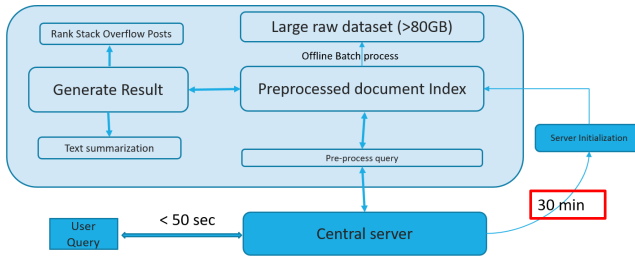 Rank Stack Overflow Posts
Large raw dataset (>80GB)
Offline Batch process
Generate Result
Preprocessed document Index
Text summarization
Pre-process query
Server Initialization
30 min
< 50 sec
User
Query
Central server